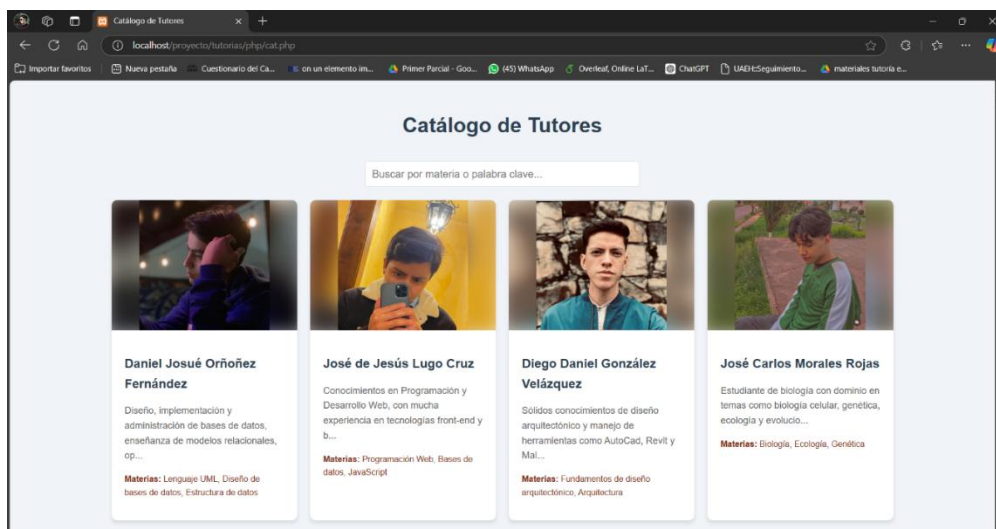 Catálogo de Tutores
localhost/proyecto/tutorias/php/cat.php
Importar favoritos
Nueva pestaña
Cuestionario del Ca...
on un elemento im...
Primer Parcial - Goo...
(45) WhatsApp
Overleaf, Online LaT...
ChatGPT
UAEH:Seguimiento...
materiales tutoría e...
Catálogo de Tutores
Buscar por materia o palabra clave...
Daniel Josué Orñoñez
Fernández
Diseño, implementación y
administración de bases de datos,
enseñanza de modelos relacionales,
op...
Materias: Lenguaje UML, Diseño de
bases de datos, Estructura de datos
José de Jesús Lugo Cruz
Conocimientos en Programación y
Desarrollo Web, con mucha
experiencia en tecnologías front-end y
b...
Materias: Programación Web, Bases de
datos, JavaScript
Diego Daniel González
Velázquez
Sólidos conocimientos de diseño
arquitectónico y manejo de
herramientas como AutoCad, Revit y
Mai...
Materias: Fundamentos de diseño
arquitectónico, Arquitectura
José Carlos Morales Rojas
Estudiante de biología con dominio en
temas como biología celular, genética,
ecología y evolucio...
Materias: Biología, Ecología, Genética